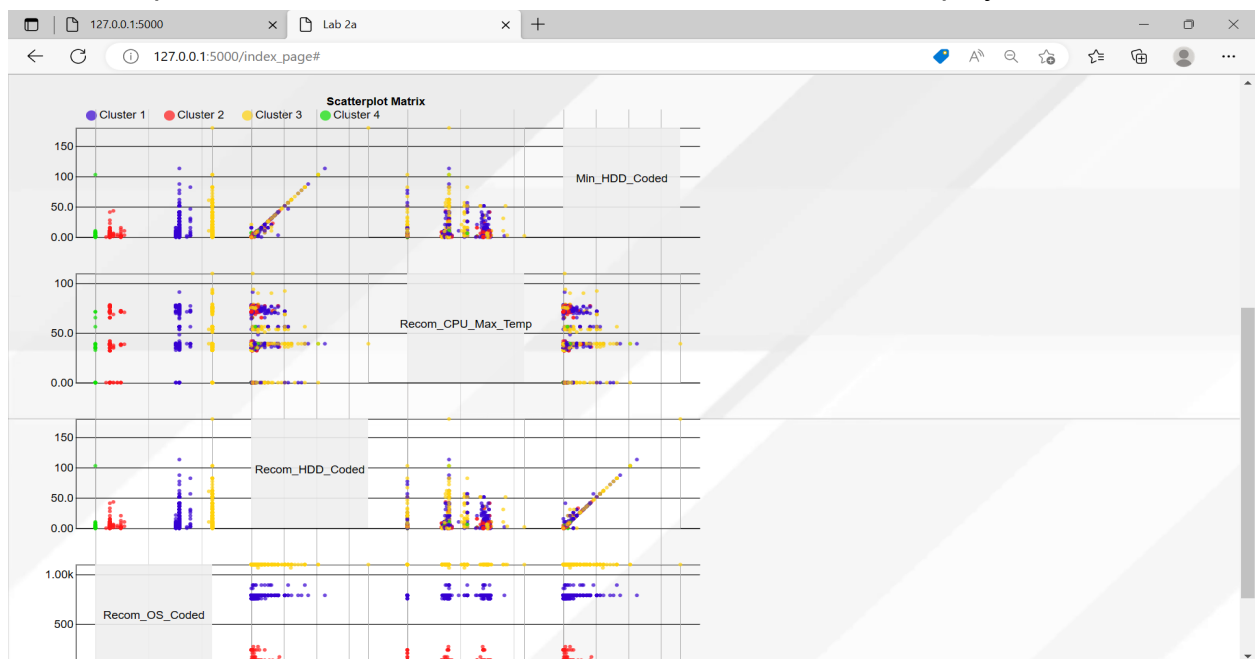 127.0.0.1:5000
Lab 2a
127.0.0.1:5000/index_page#
Scatterplot Matrix
Cluster 1 Cluster 2 Cluster 3 Cluster 4
150
100
50.0
0.00
Min_HDD_Coded
100
50.0
0.00
Recom_CPU_Max_Temp
150
100
50.0
0.00
Recom_HDD_Coded
1.00k
500
Recom_OS_Coded